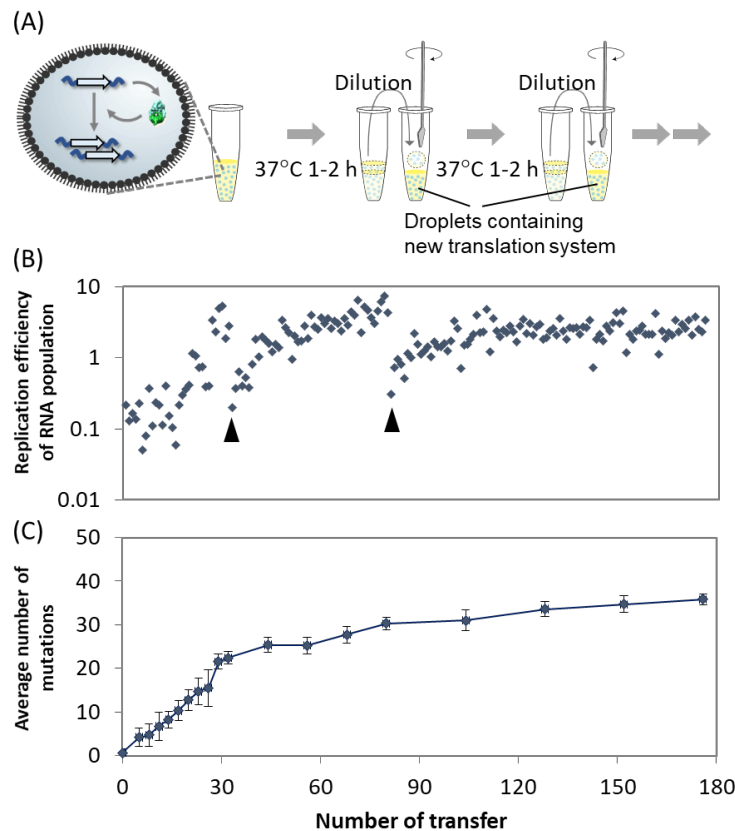 (A)
Dilution
Dilution
37°C 1-2 h
37°C 1-2 h
Droplets containing
new translation system
(B)
Replication efficiency
of RNA population
10
1
0.1
0.01
(C)
Average number of
mutations
50
40
30
20
10
0
0 30 60 90 120 150 180
Number of transfer